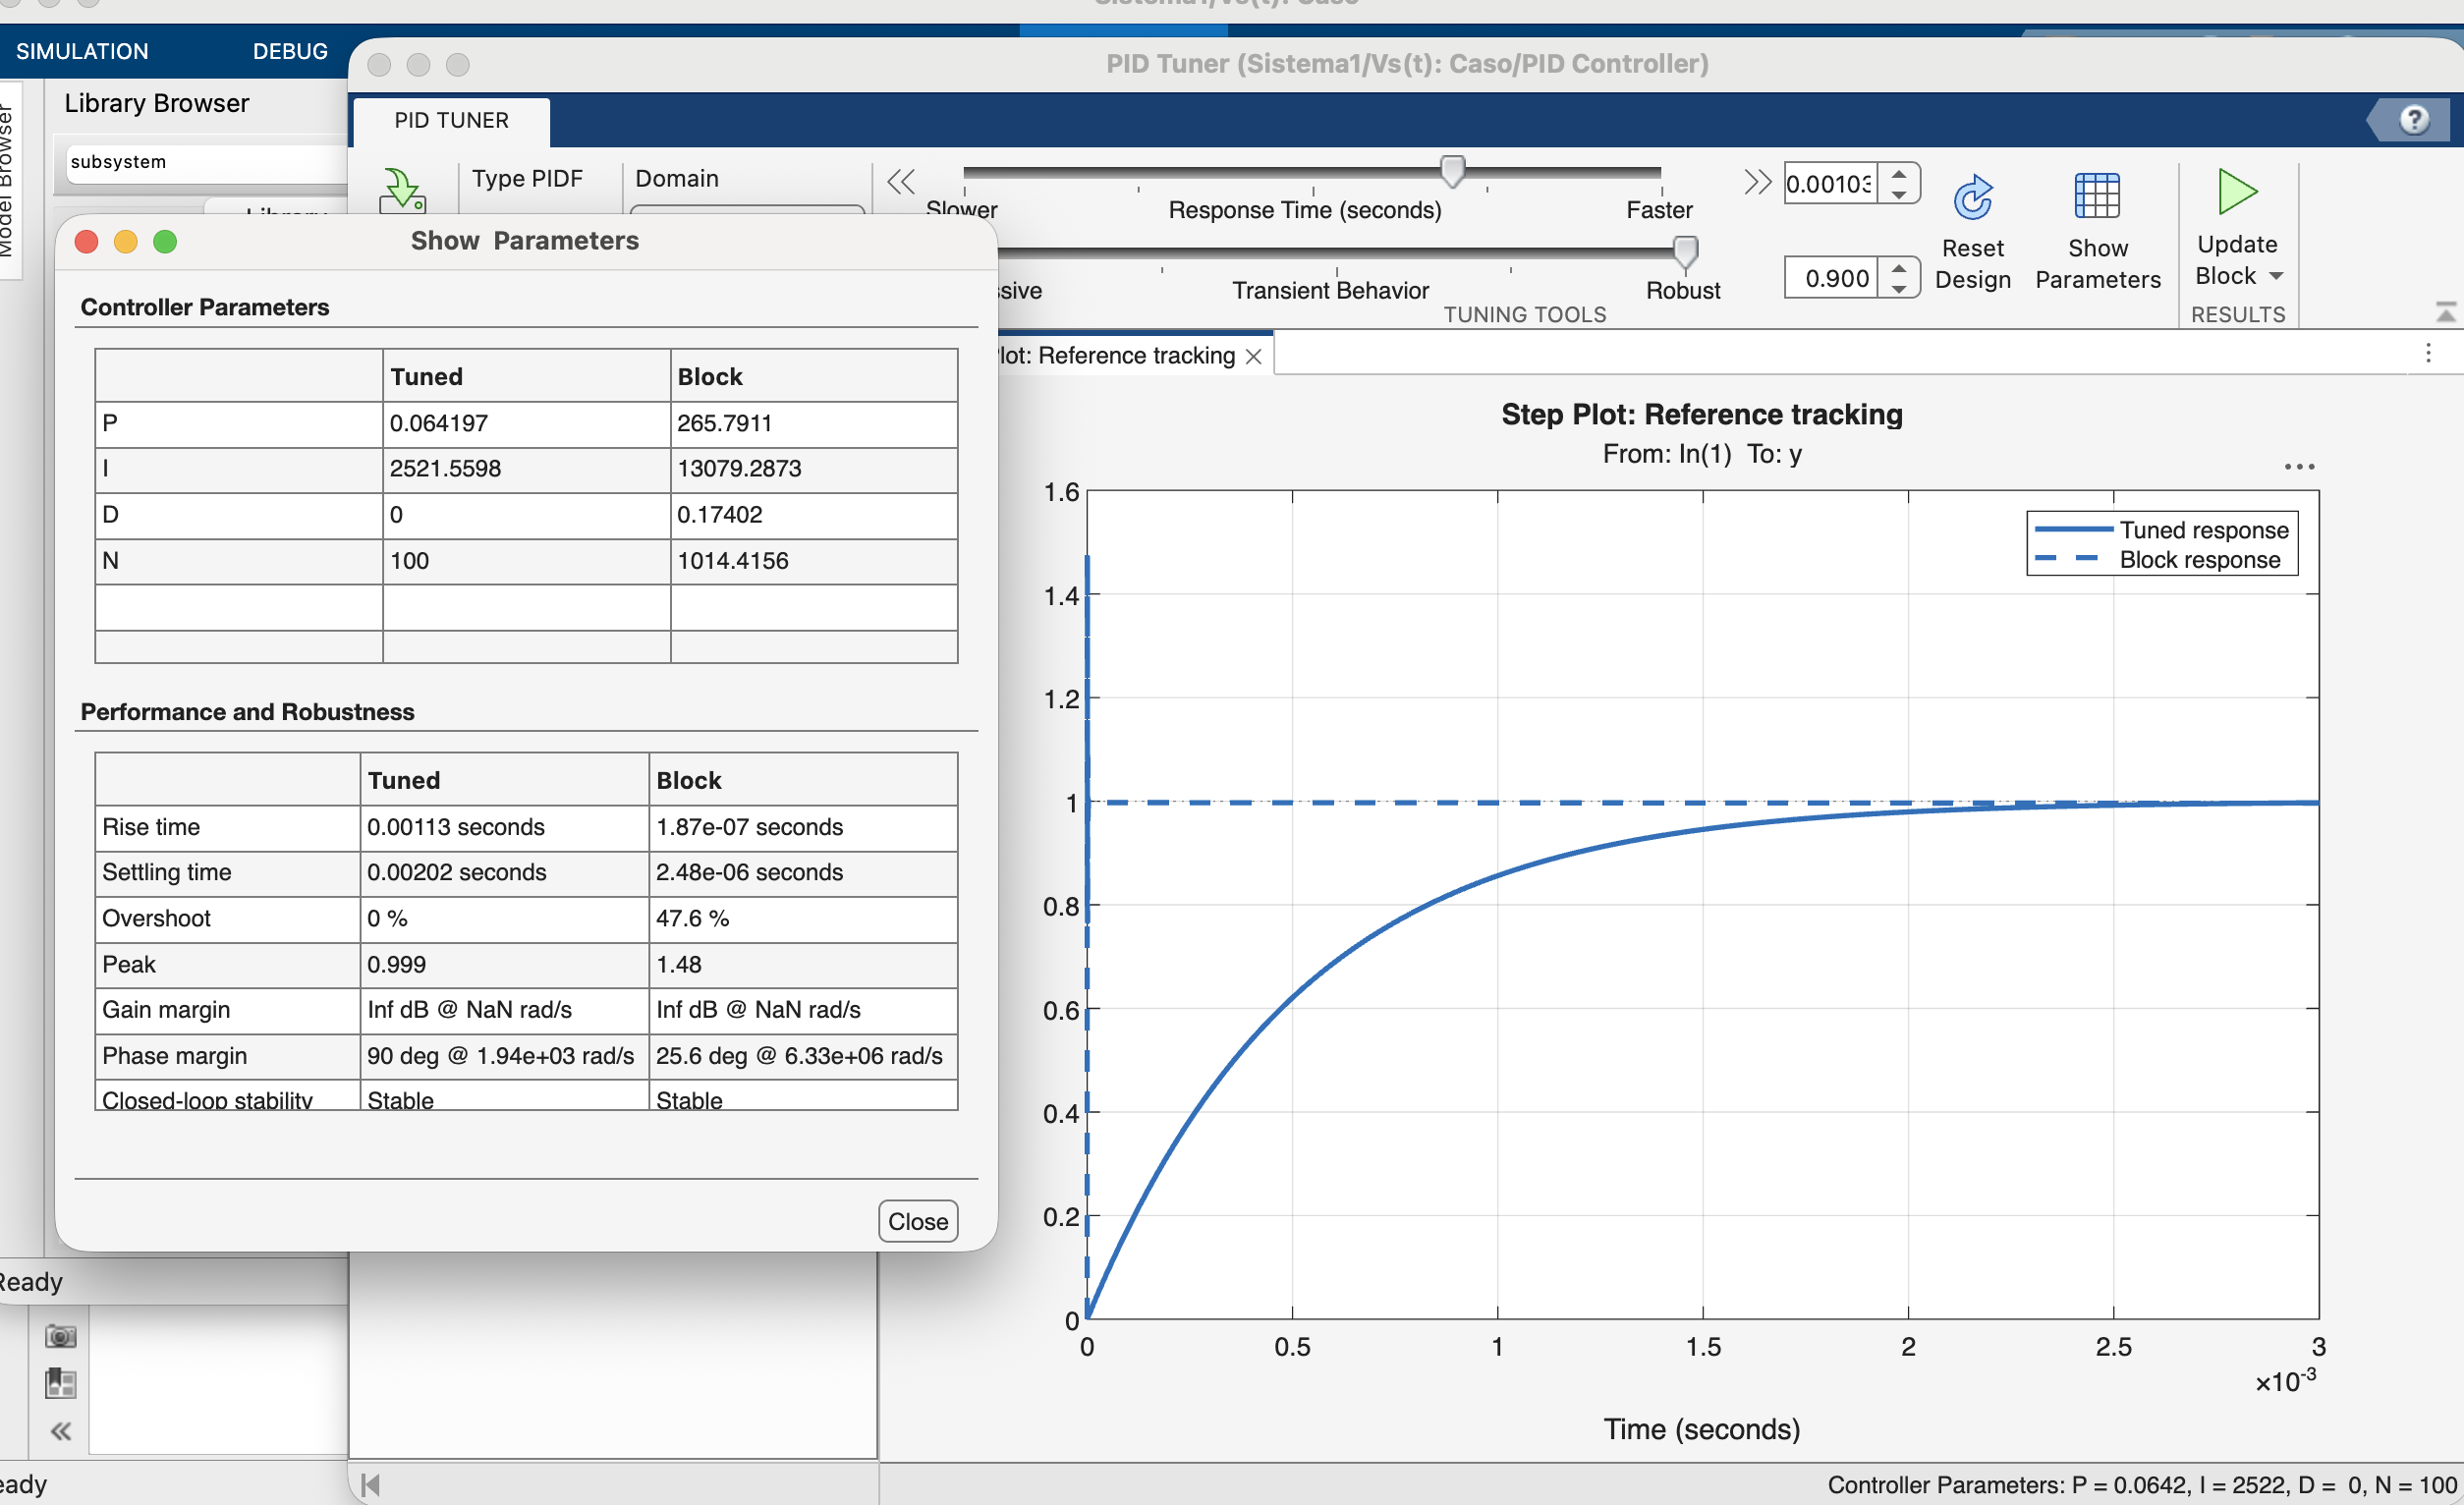 SIMULATION
DEBUG
PID Tuner (Sistema1/Vs(t): Caso/PID Controller)
Library Browser
PID TUNER
subsystem
Model Browser
Type PIDF
Domain
Slower
Response Time (seconds)
Faster
0.00103
ssive
Transient Behavior
Robust
0.900
Reset
Design
Show
Parameters
Update
Block
TUNING TOOLS
RESULTS
Show Parameters
Controller Parameters
Tuned Block
P 0.064197 265.7911
I 2521.5598 13079.2873
D 0 0.17402
N 100 1014.4156
Performance and Robustness
Tuned Block
Rise time 0.00113 seconds 1.87e-07 seconds
Settling time 0.00202 seconds 2.48e-06 seconds
Overshoot 0 % 47.6 %
Peak 0.999 1.48
Gain margin Inf dB @ NaN rad/s Inf dB @ NaN rad/s
Phase margin 90 deg @ 1.94e+03 rad/s 25.6 deg @ 6.33e+06 rad/s
Closed-loop stability Stable Stable
Close
lot: Reference tracking
Step Plot: Reference tracking
From: In(1) To: y
Tuned response
Block response
1.6
1.4
1.2
1
0.8
0.6
0.4
0.2
0
0 0.5 1 1.5 2 2.5 3
×10-3
Time (seconds)
Ready
eady
Controller Parameters: P = 0.0642, I = 2522, D = 0, N = 100